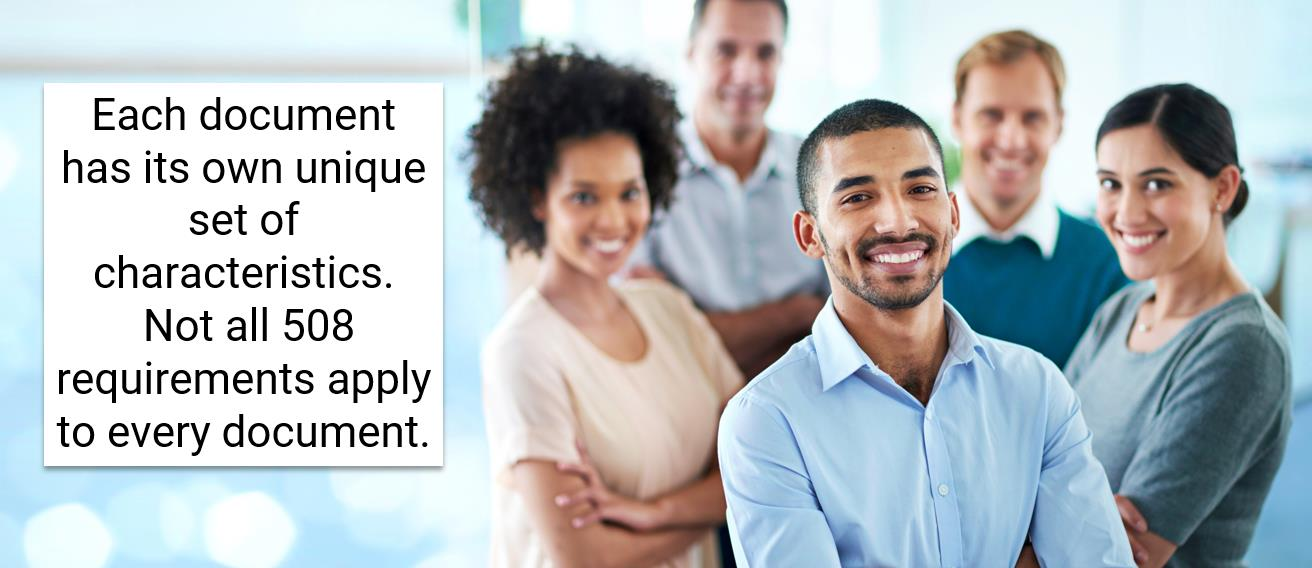 Each document
has its own unique
set of
characteristics.
Not all 508
requirements apply
to every document.